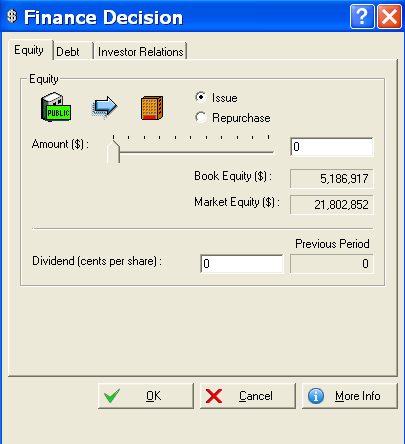 $ Finance Decision
Equity Debt Investor Relations
Equity
PUBLIC
Issue
Repurchase
Amount ($) : 0
Book Equity ($) : 5,186,917
Market Equity ($) : 21,802,852
Previous Period
Dividend (cents per share) : 0 0
OK Cancel More Info